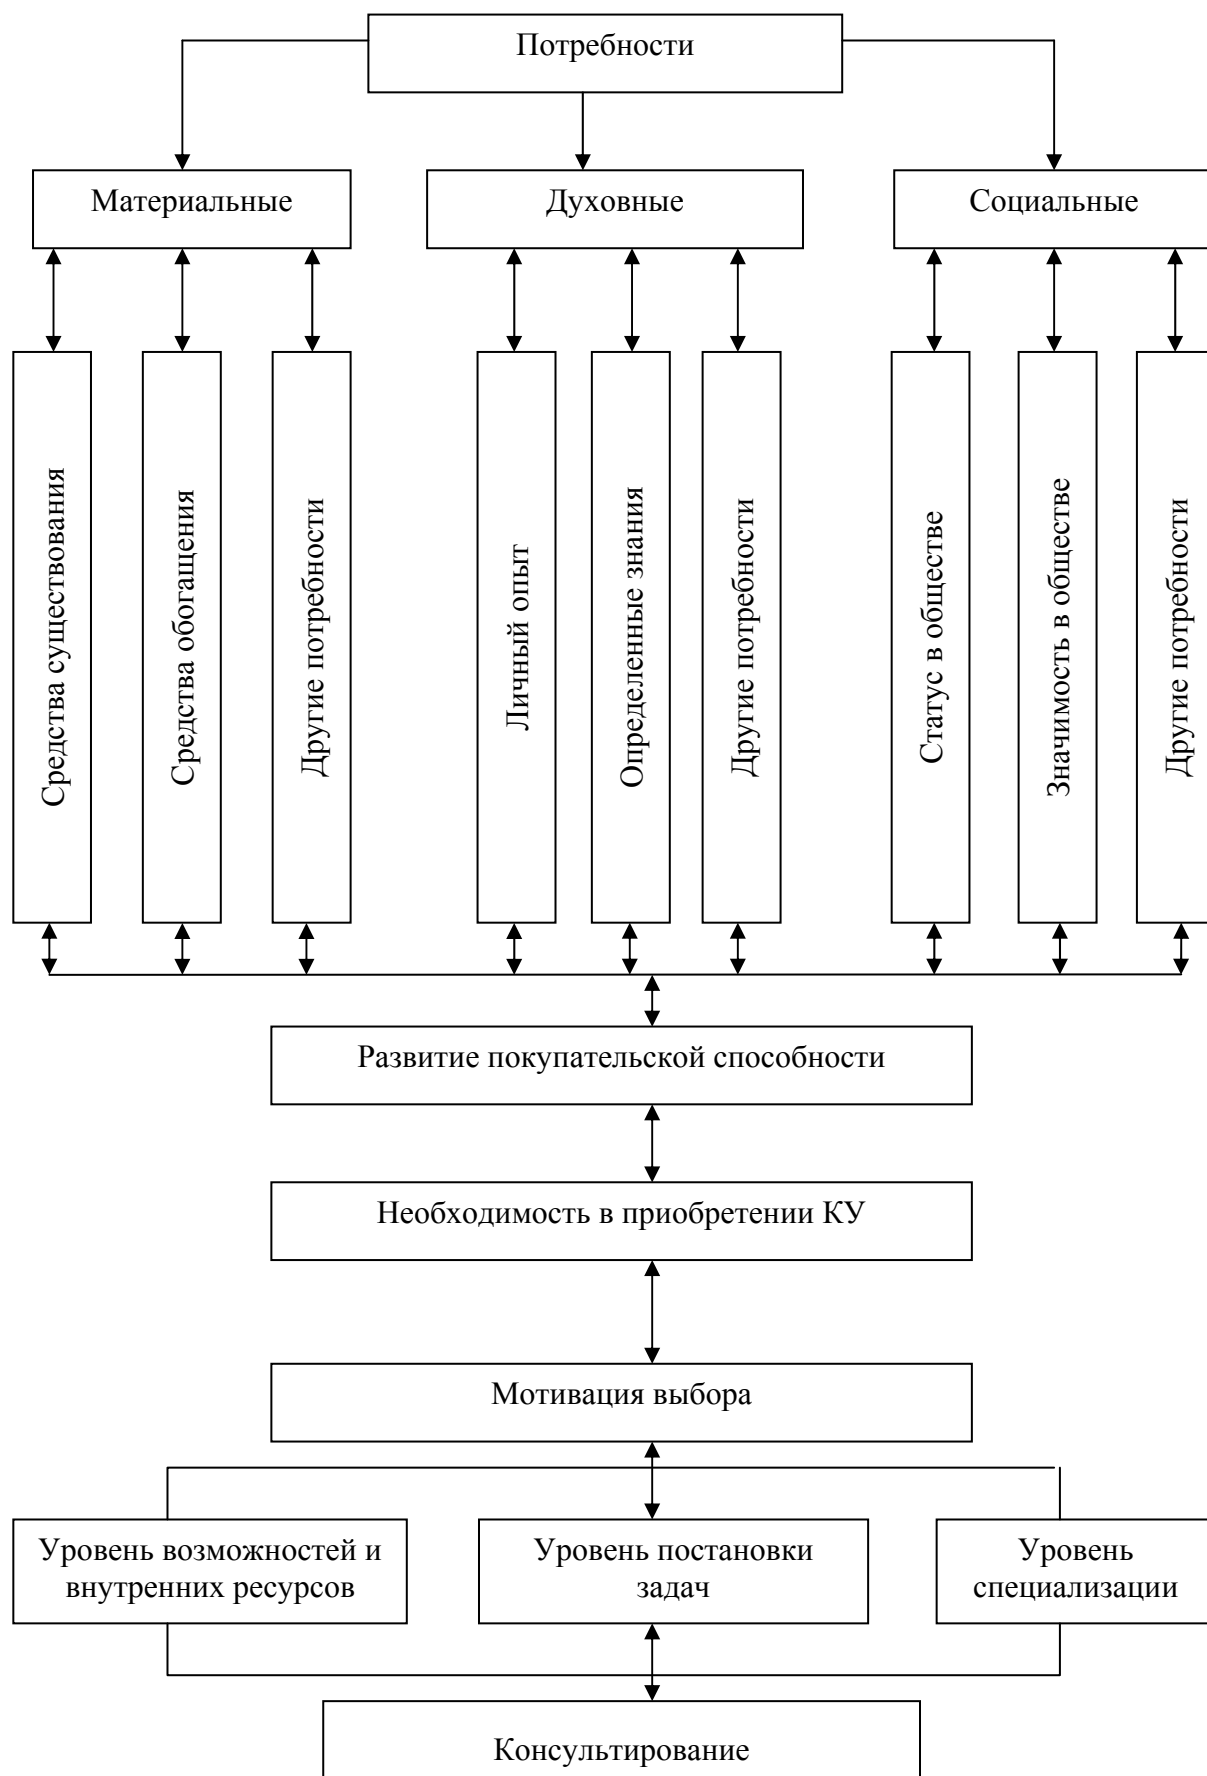 Потребности
Материальные
Духовные
Социальные
Средства существования
Средства обогащения
Другие потребности
Личный опыт
Определенные знания
Другие потребности
Статус в обществе
Значимость в обществе
Другие потребности
Развитие покупательской способности
Необходимость в приобретении КУ
Мотивация выбора
Уровень возможностей и
внутренних ресурсов
Уровень постановки
задач
Уровень
специализации
Консультирование